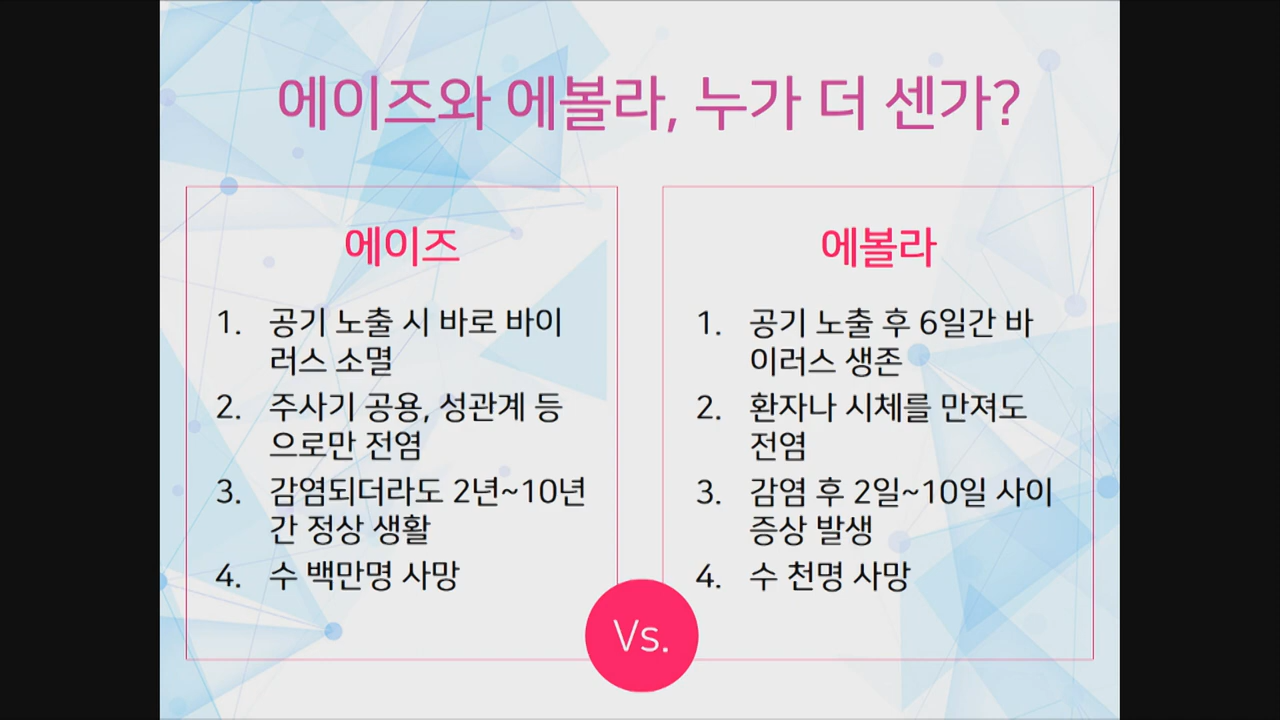 에이즈와 에볼라, 누가 더 센가?
에이즈
1. 공기 노출 시 바로 바이
러스 소멸
2. 주사기 공용, 성관계 등
으로만 전염
3. 감염되더라도 2년~10년
간 정상 생활
4. 수 백만명 사망
에볼라
1. 공기 노출 후 6일간 바
이러스 생존
2. 환자나 시체를 만져도
전염
3. 감염 후 2일~10일 사이
증상 발생
4. 수 천명 사망
Vs.